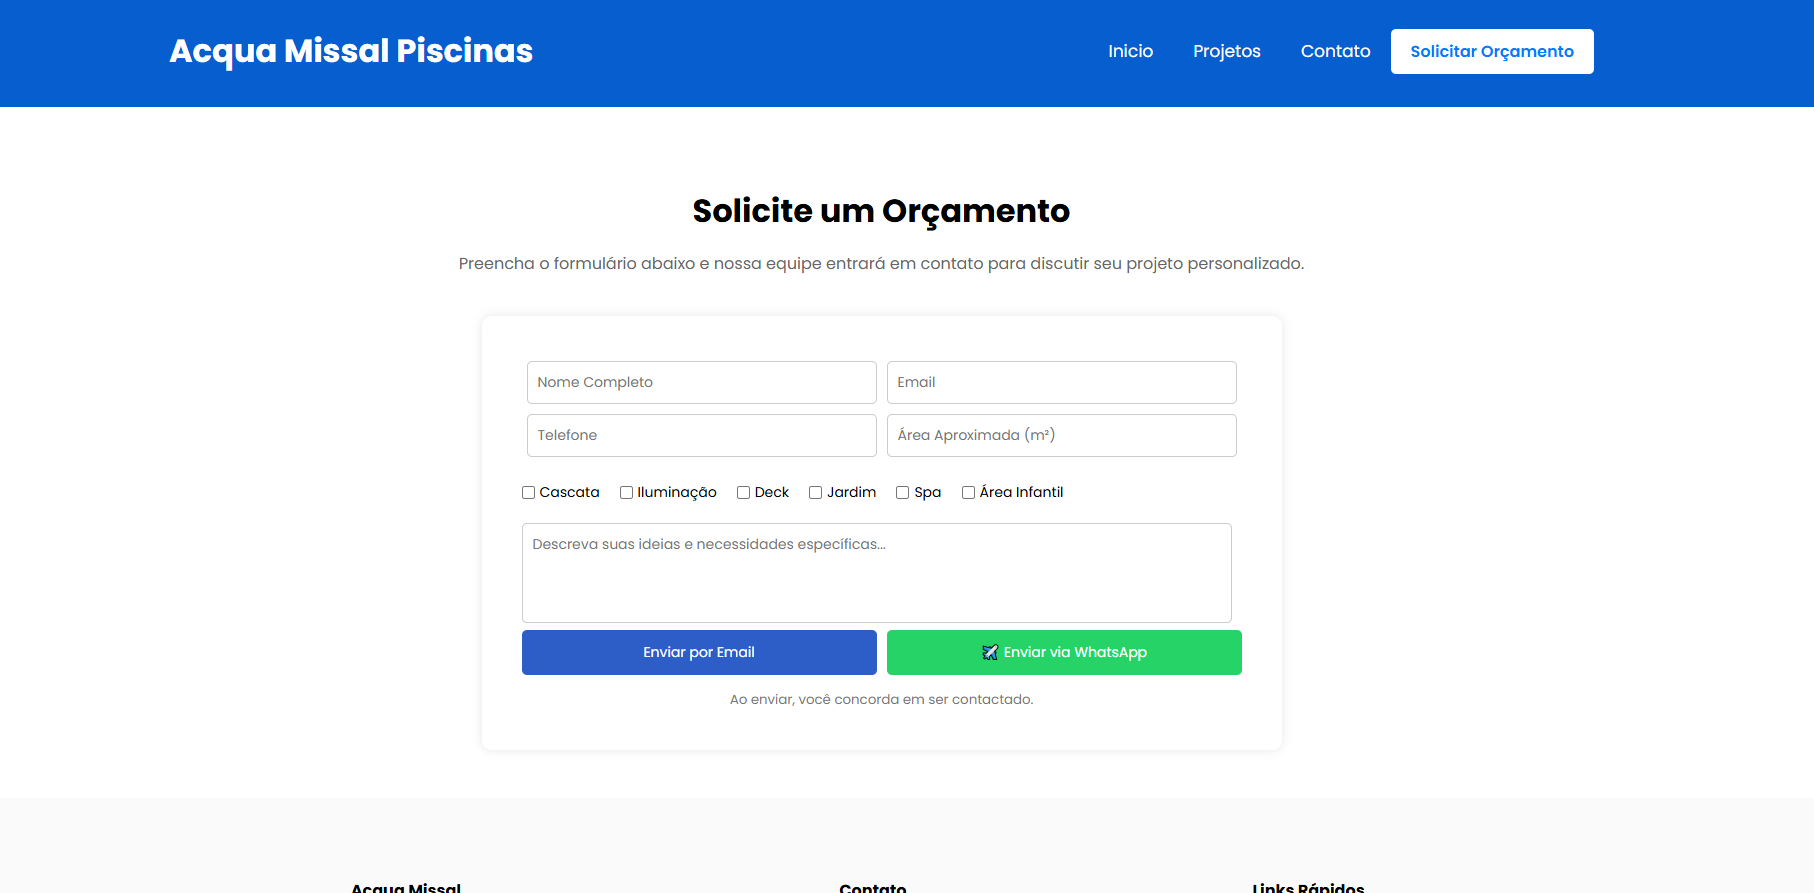 Acqua Missal Piscinas
Inicio Projetos Contato Solicitar Orçamento
Solicite um Orçamento
Preencha o formulário abaixo e nossa equipe entrará em contato para discutir seu projeto personalizado.
Nome Completo Email
Telefone Área Aproximada (m²)
Cascata Iluminação Deck Jardim Spa Área Infantil
Descreva suas ideias e necessidades específicas...
Enviar por Email Enviar via WhatsApp
Ao enviar, você concorda em ser contactado.
Acqua Missal Contato Links Rápidos